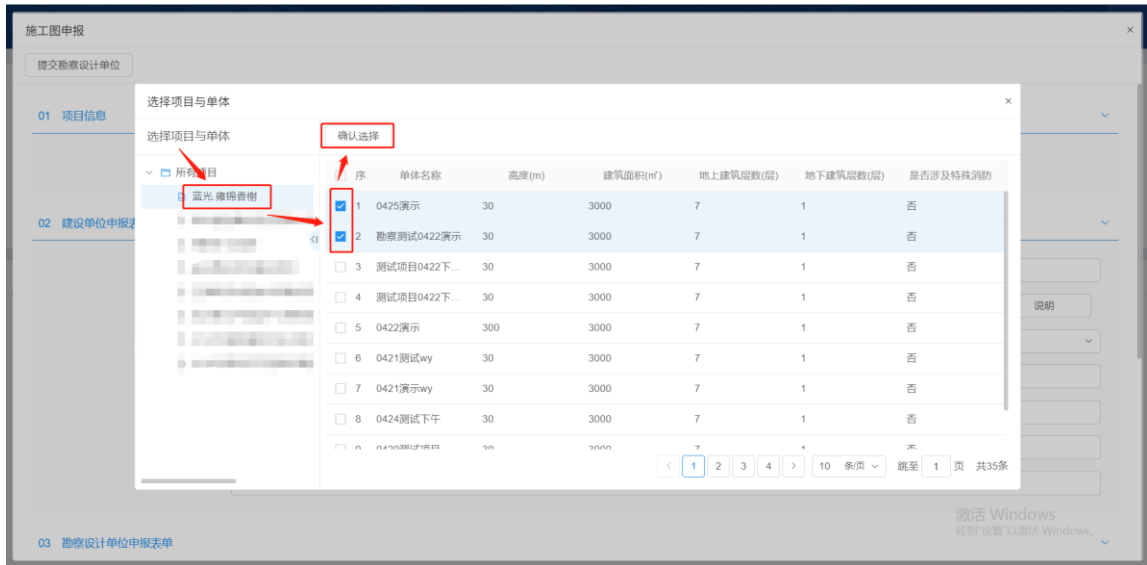 施工图申报 ×
提交勘察设计单位
选择项目与单体 ×
01 项目信息
选择项目与单体 确认选择
所有项目
序 单体名称 高度(m) 建筑面积(㎡) 地上建筑层数(层) 地下建筑层数(层) 是否涉及特殊消防
蓝光.雍锦香榭
1 0425演示 30 3000 7 1 否
02 建设单位申报表
2 勘察测试0422演示 30 3000 7 1 否
3 测试项目0422下... 30 3000 7 1 否
4 测试项目0422下... 30 3000 7 1 否
说明
5 0422演示 300 3000 7 1 否
6 0421测试wy 30 3000 7 1 否
7 0421演示wy 30 3000 7 1 否
8 0424测试下午 30 3000 7 1 否
< 1 2 3 4 > 10 条/页 跳至 1 页 共35条
激活 Windows
转到"设置"以激活 Windows。
03 勘察设计单位申报表单